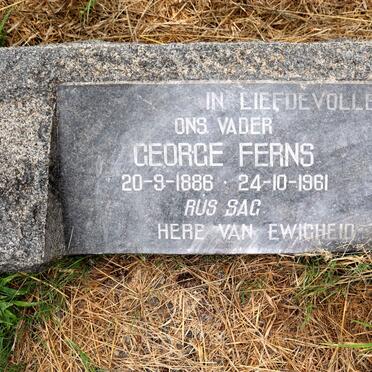 IN LIEFDEVOLLE
ONS VADER
GEORGE FERNS
20-9-1886 · 24-10-1961
RUS SAG
HERE VAN EWIGHEID